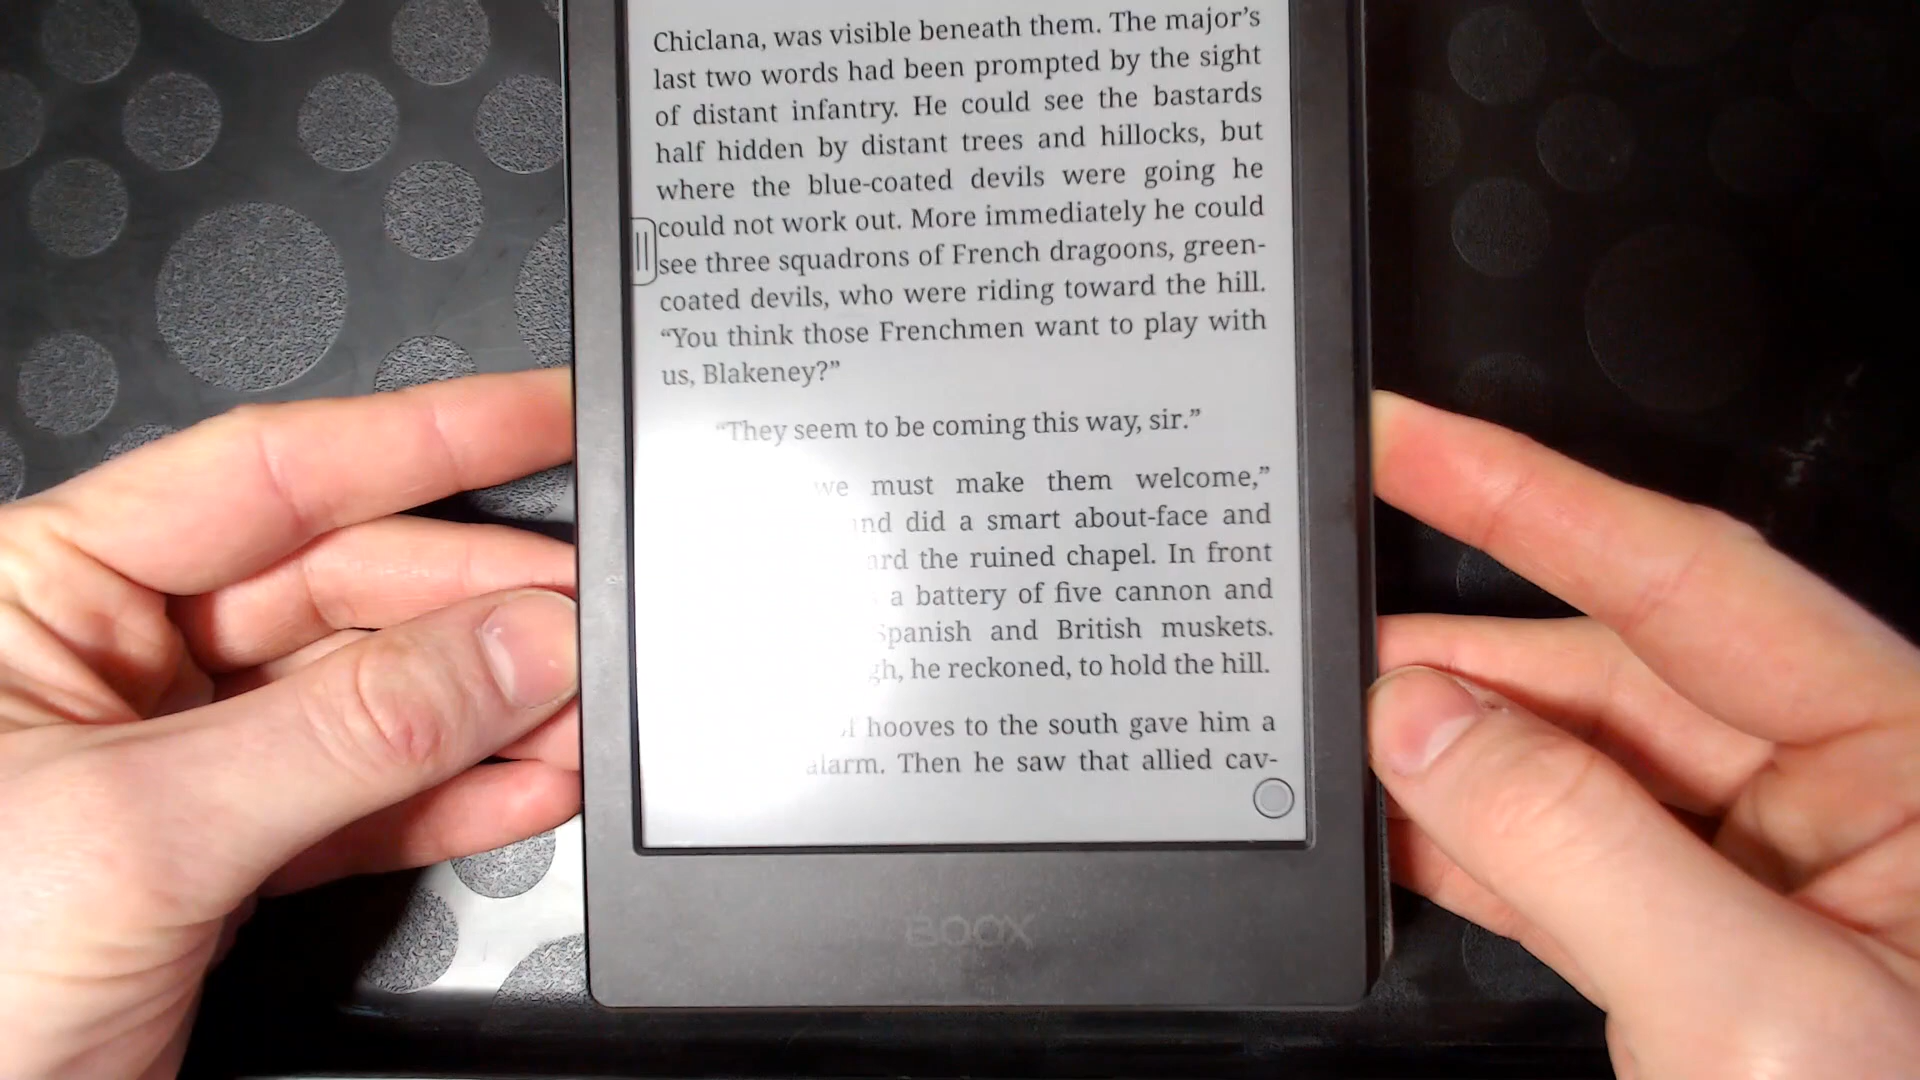 Chiclana, was visible beneath them. The major’s
last two words had been prompted by the sight
of distant infantry. He could see the bastards
half hidden by distant trees and hillocks, but
where the blue-coated devils were going he
could not work out. More immediately he could
see three squadrons of French dragoons, green-
coated devils, who were riding toward the hill.
“You think those Frenchmen want to play with
us, Blakeney?”
“They seem to be coming this way, sir.”
we must make them welcome,”
did a smart about-face and
the ruined chapel. In front
a battery of five cannon and
Spanish and British muskets.
he reckoned, to hold the hill.
hooves to the south gave him a
alarm. Then he saw that allied cav-
BOOX